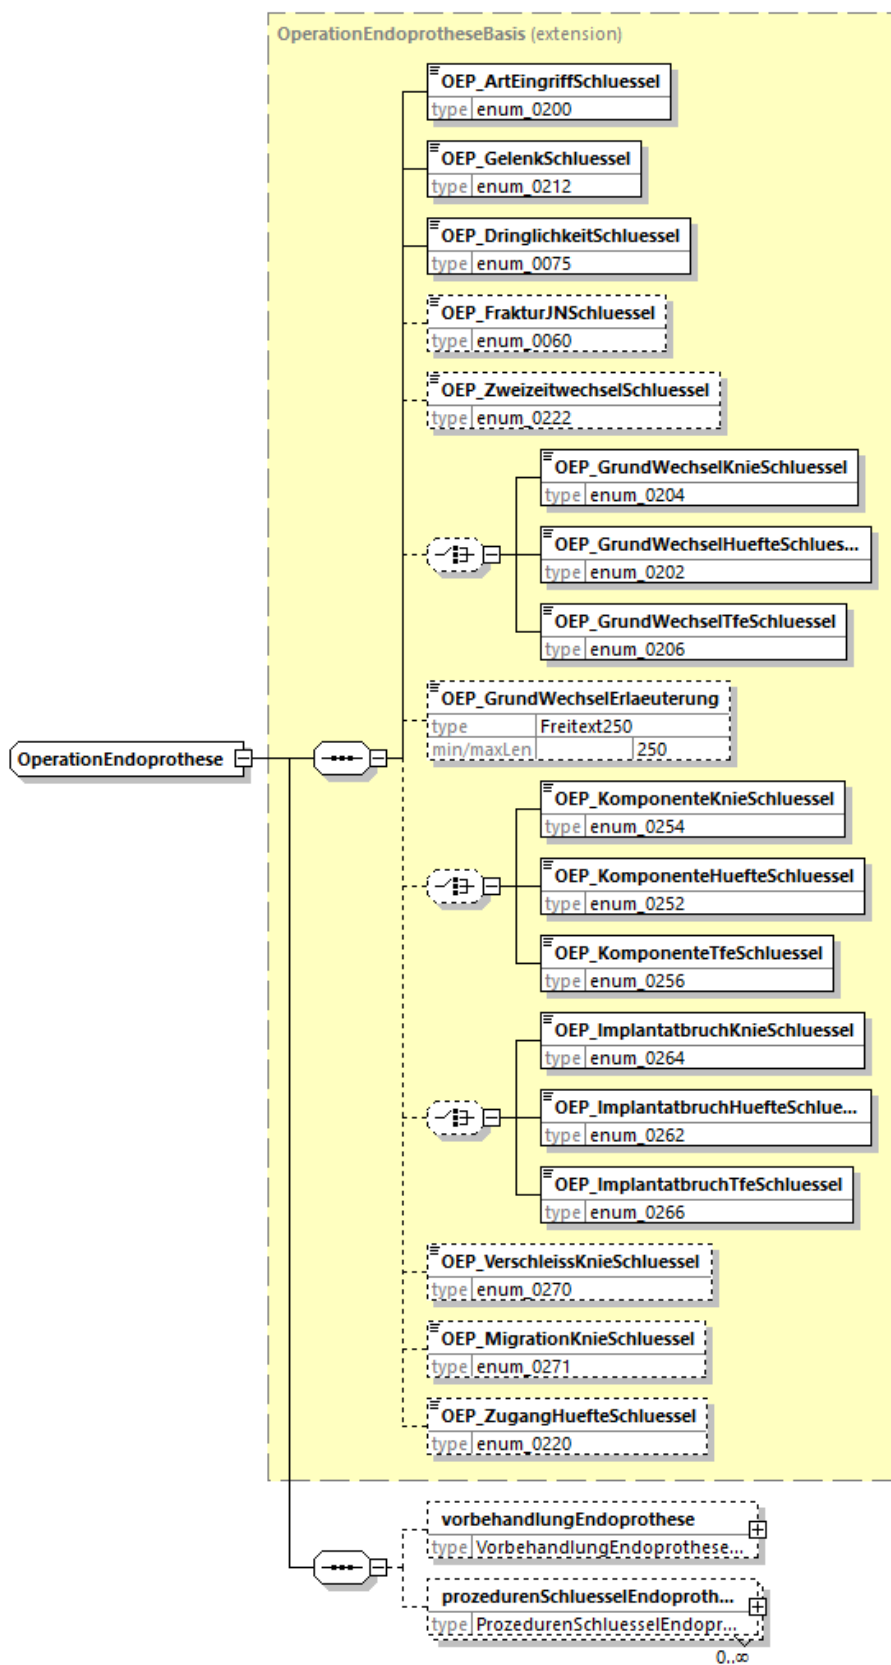 OperationEndoprotheseBasis (extension)
OEP_ArtEingriffSchluessel
type enum_0200
OEP_GelenkSchluessel
type enum_0212
OEP_DringlichkeitSchluessel
type enum_0075
OEP_FrakturJNSchluessel
type enum_0060
OEP_ZweizeitwechselSchluessel
type enum_0222
OEP_GrundWechselKnieSchluessel
type enum_0204
OEP_GrundWechselHuefteSchlues...
type enum_0202
OEP_GrundWechselTfeSchluessel
type enum_0206
OEP_GrundWechselErlaeuterung
type Freitext250
min/maxLen 250
OperationEndoprothese
OEP_KomponenteKnieSchluessel
type enum_0254
OEP_KomponenteHuefteSchluessel
type enum_0252
OEP_KomponenteTfeSchluessel
type enum_0256
OEP_ImplantatbruchKnieSchluessel
type enum_0264
OEP_ImplantatbruchHuefteSchlue...
type enum_0262
OEP_ImplantatbruchTfeSchluessel
type enum_0266
OEP_VerschleissKnieSchluessel
type enum_0270
OEP_MigrationKnieSchluessel
type enum_0271
OEP_ZugangHuefteSchluessel
type enum_0220
vorbehandlungEndoprothese
type VorbehandlungEndoprothese...
prozedurenSchluesselEndoproth...
type ProzedurenSchluesselEndopr...
0..∞